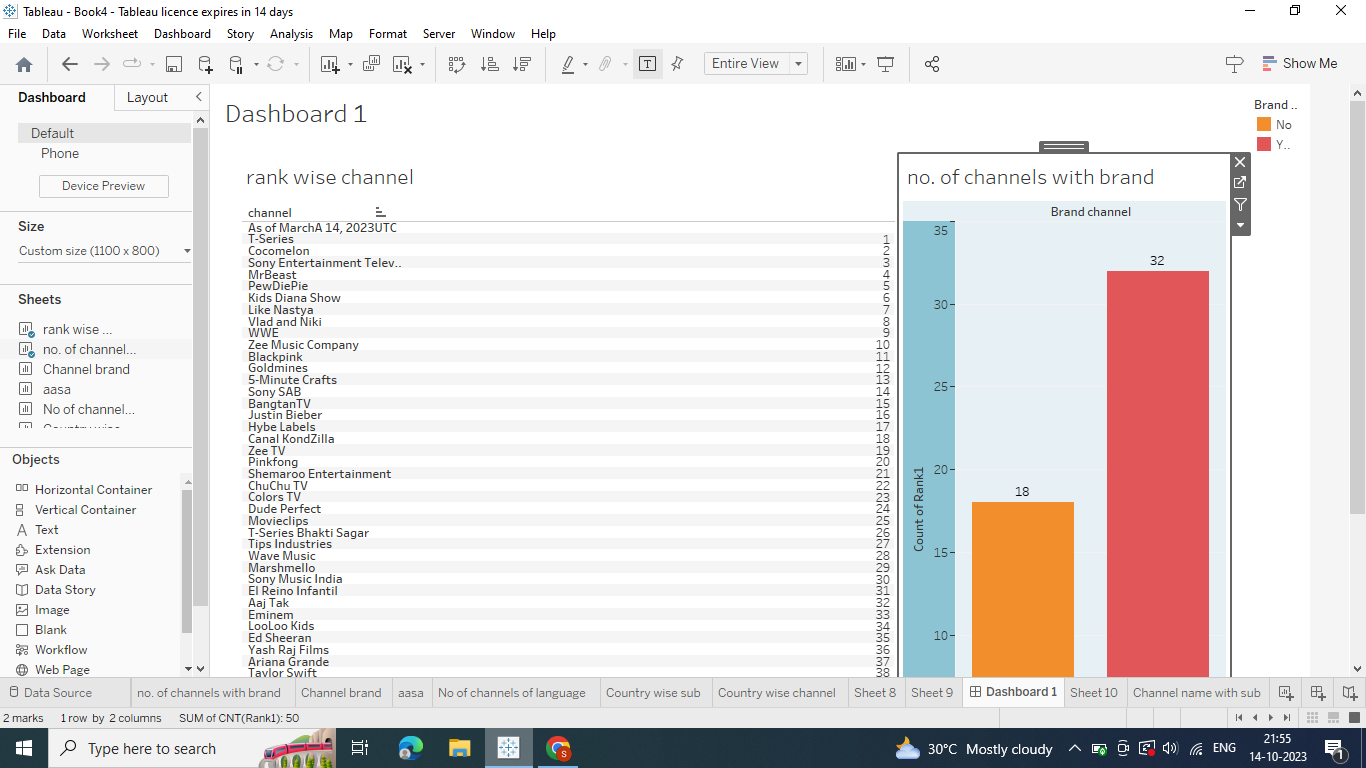 Tableau - Book4 - Tableau licence expires in 14 days
File Data Worksheet Dashboard Story Analysis Map Format Server Window Help
Entire View
Show Me
Dashboard Layout
Default
Phone
Device Preview
Size
Custom size (1100 x 800)
Sheets
rank wise ...
no. of channel...
Channel brand
aasa
No of channel...
Objects
Horizontal Container
Vertical Container
Text
Extension
Ask Data
Data Story
Image
Blank
Workflow
Web Page
Dashboard 1
rank wise channel
channel
As of MarchA 14, 2023UTC
T-Series 1
Cocomelon 2
Sony Entertainment Telev.. 3
MrBeast 4
PewDiePie 5
Kids Diana Show 6
Like Nastya 7
Vlad and Niki 8
WWE 9
Zee Music Company 10
Blackpink 11
Goldmines 12
5-Minute Crafts 13
Sony SAB 14
BangtanTV 15
Justin Bieber 16
Hybe Labels 17
Canal KondZilla 18
Zee TV 19
Pinkfong 20
Shemaroo Entertainment 21
ChuChu TV 22
Colors TV 23
Dude Perfect 24
Movieclips 25
T-Series Bhakti Sagar 26
Tips Industries 27
Wave Music 28
Marshmello 29
Sony Music India 30
El Reino Infantil 31
Aaj Tak 32
Eminem 33
LooLoo Kids 34
Ed Sheeran 35
Yash Raj Films 36
Ariana Grande 37
Taylor Swift 38
no. of channels with brand
Brand channel
35
30
25
20
15
10
Count of Rank1
18
32
Brand ..
No
Y..
Data Source no. of channels with brand Channel brand aasa No of channels of language Country wise sub Country wise channel Sheet 8 Sheet 9 Dashboard 1 Sheet 10 Channel name with sub
2 marks 1 row by 2 columns SUM of CNT(Rank1): 50
Type here to search
30°C Mostly cloudy
ENG
21:55
14-10-2023
1